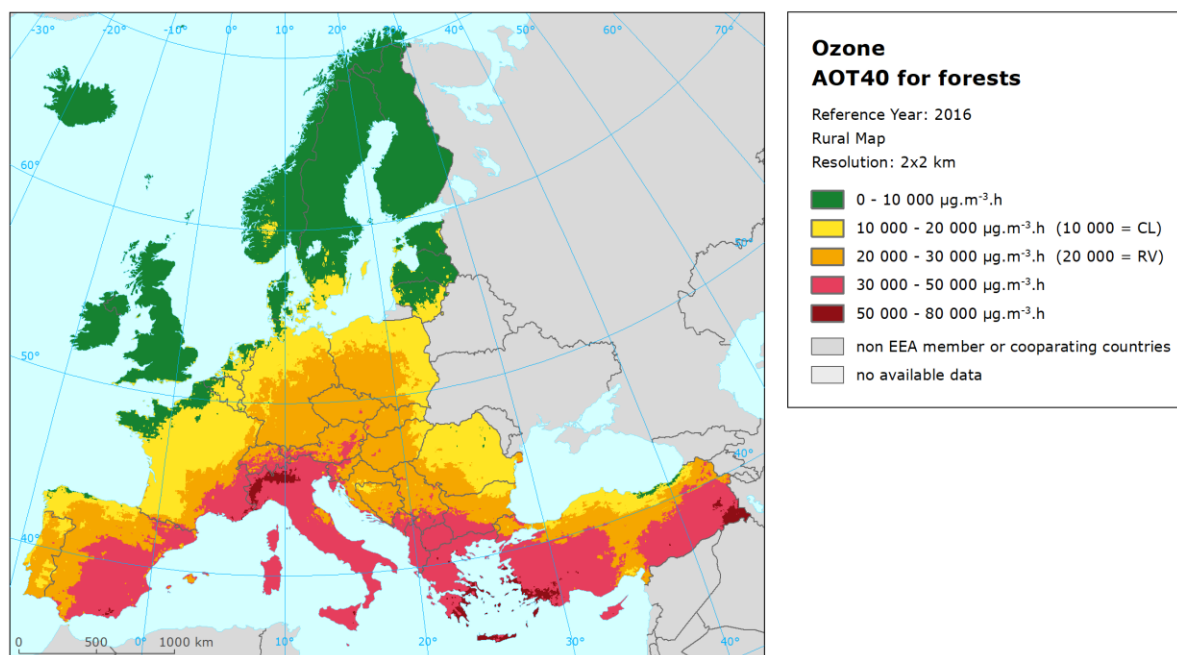 -30° -20° -10° 0° 10° 20° 30° 40° 50° 60° 70°
60°
50°
50°
40°
40°
0 500 0° 1000 km 10° 20° 30° 40°
Ozone
AOT40 for forests
Reference Year: 2016
Rural Map
Resolution: 2x2 km
0 - 10 000 µg.m⁻³.h
10 000 - 20 000 µg.m⁻³.h (10 000 = CL)
20 000 - 30 000 µg.m⁻³.h (20 000 = RV)
30 000 - 50 000 µg.m⁻³.h
50 000 - 80 000 µg.m⁻³.h
non EEA member or cooparating countries
no available data